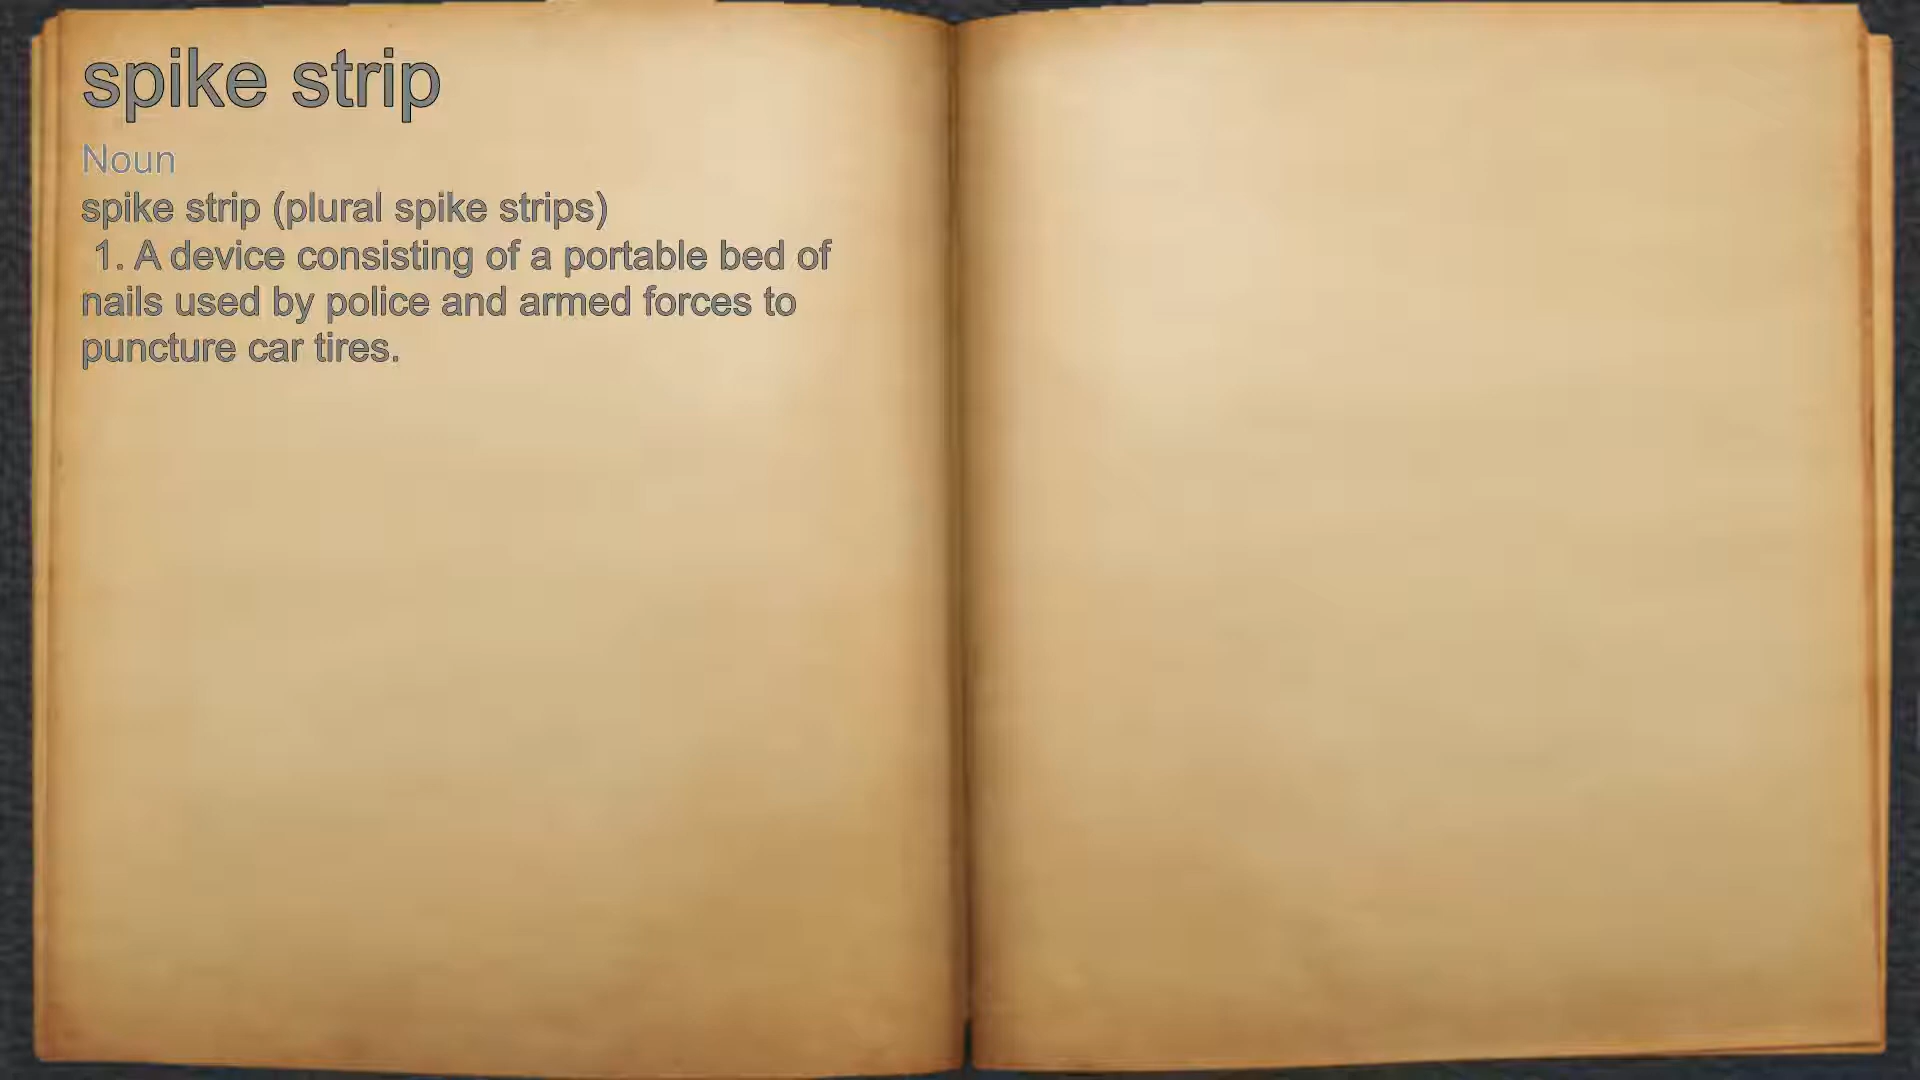 spike strip
Noun
spike strip (plural spike strips)
1. A device consisting of a portable bed of
nails used by police and armed forces to
puncture car tires.